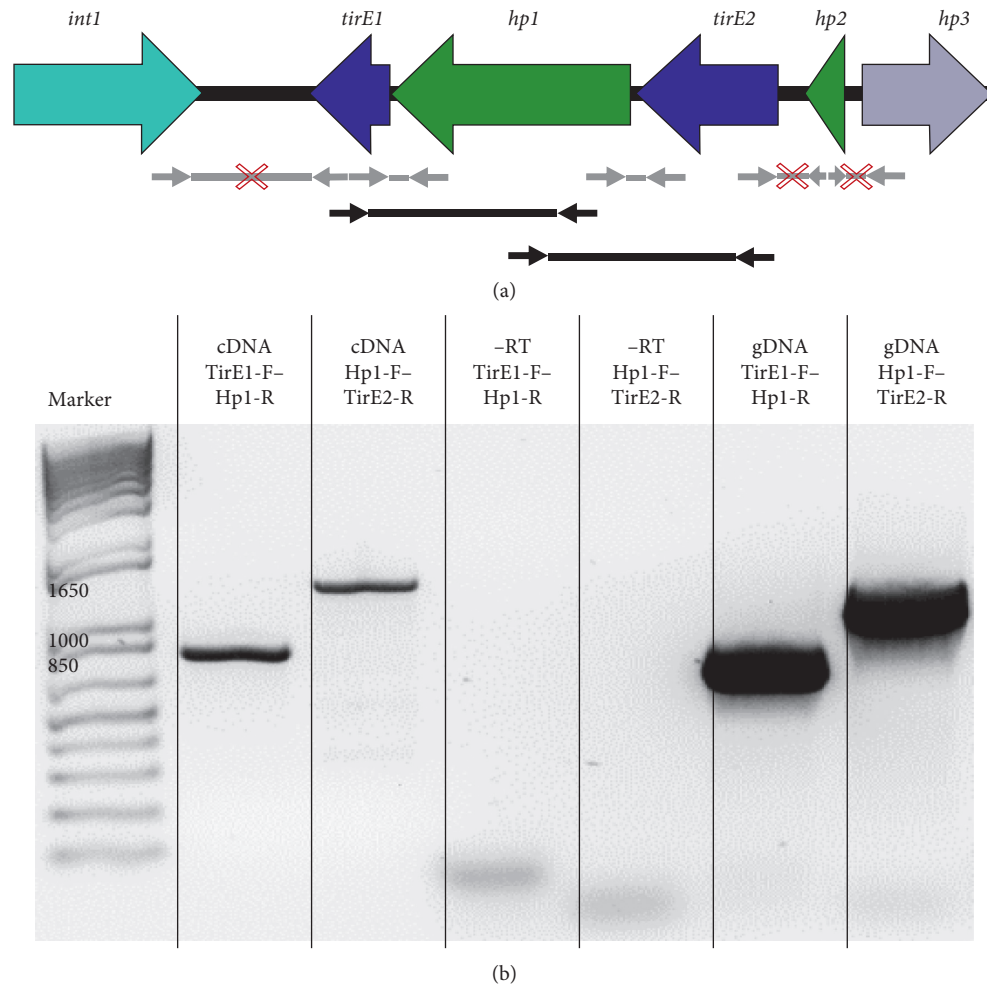 int1 tirE1 hp1 tirE2 hp2 hp3
(a)
Marker
cDNA
TirE1-F–
Hp1-R
cDNA
Hp1-F–
TirE2-R
–RT
TirE1-F–
Hp1-R
–RT
Hp1-F–
TirE2-R
gDNA
TirE1-F–
Hp1-R
gDNA
Hp1-F–
TirE2-R
1650
1000
850
(b)